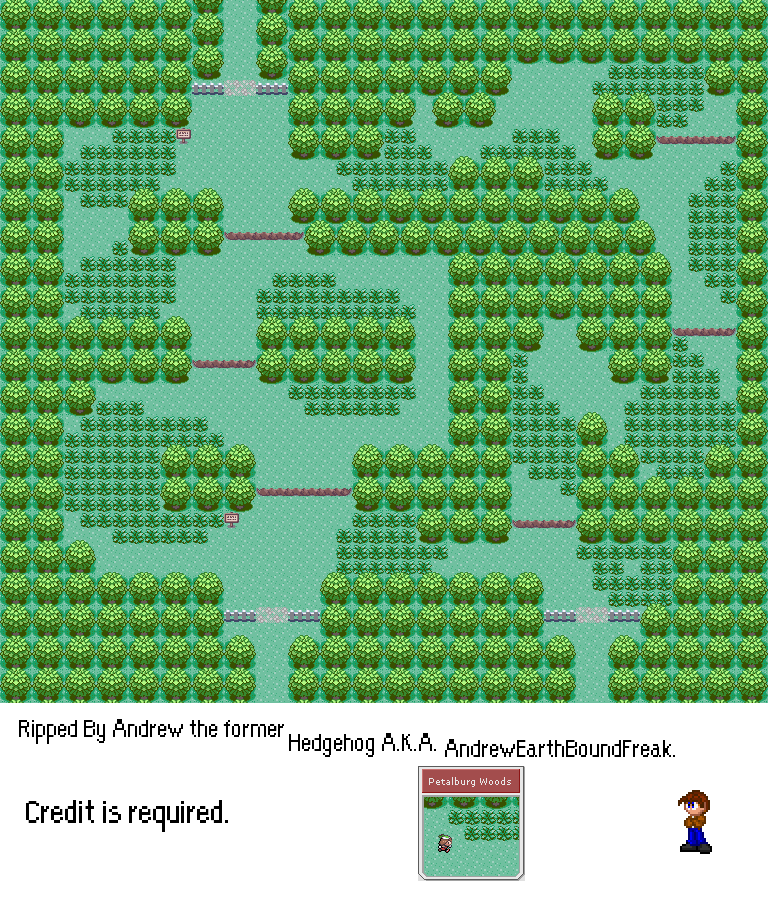 Ripped By Andrew the former Hedgehog A.K.A. AndrewEarthBoundFreak.
Petalburg Woods
Credit is required.